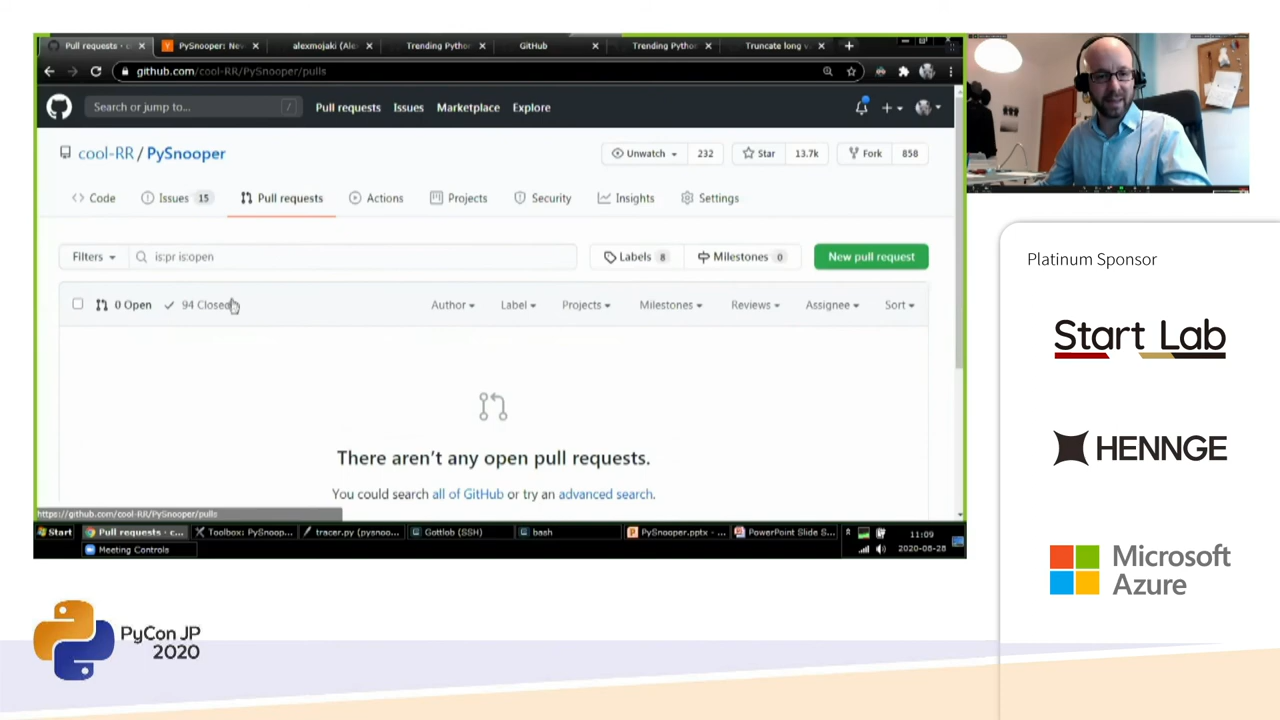 Pull requests · c
PySnooper: Nev
alexmojaki (Ale
Trending Pytho
GitHub
Trending Pytho
Truncate long v
github.com/cool-RR/PySnooper/pulls
Search or jump to...
/
Pull requests
Issues
Marketplace
Explore
cool-RR / PySnooper
Unwatch
232
Star
13.7k
Fork
858
Code
Issues 15
Pull requests
Actions
Projects
Security
Insights
Settings
Filters
is:pr is:open
Labels 8
Milestones 0
New pull request
0 Open
94 Closed
Author
Label
Projects
Milestones
Reviews
Assignee
Sort
There aren't any open pull requests.
You could search all of GitHub or try an advanced search.
https://github.com/cool-RR/PySnooper/pulls
Start
Pull requests · c...
Toolbox: PySnoop...
tracer.py (pysnoo...
Gottlob (SSH)
bash
PySnooper.pptx - ...
PowerPoint Slide S...
11:09
Meeting Controls
2020-08-28
Platinum Sponsor
Start Lab
HENNGE
Microsoft
Azure
PyCon JP
2020